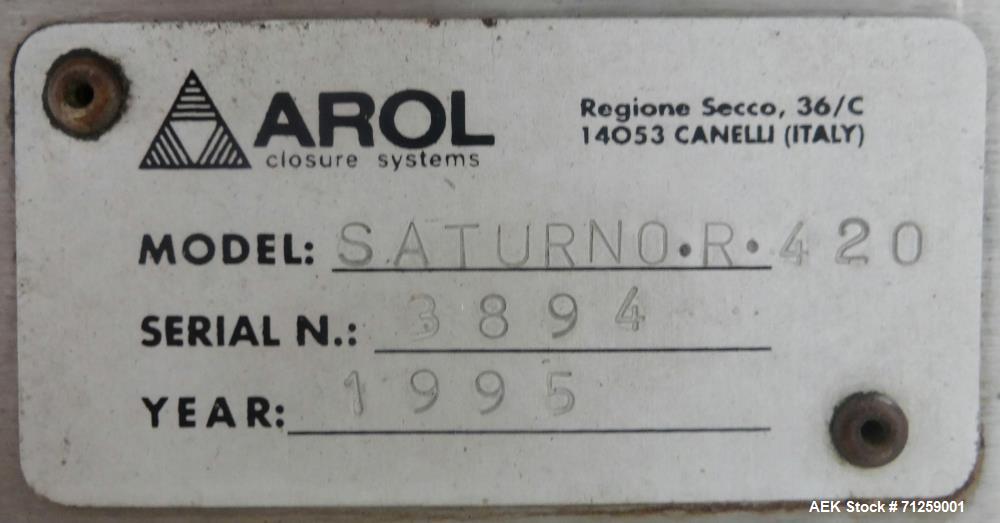 AROL
closure systems
Regione Secco, 36/C
14053 CANELLI (ITALY)
MODEL: SATURNO·R·420
SERIAL N.: 3894
YEAR: 1995
AEK Stock # 71259001